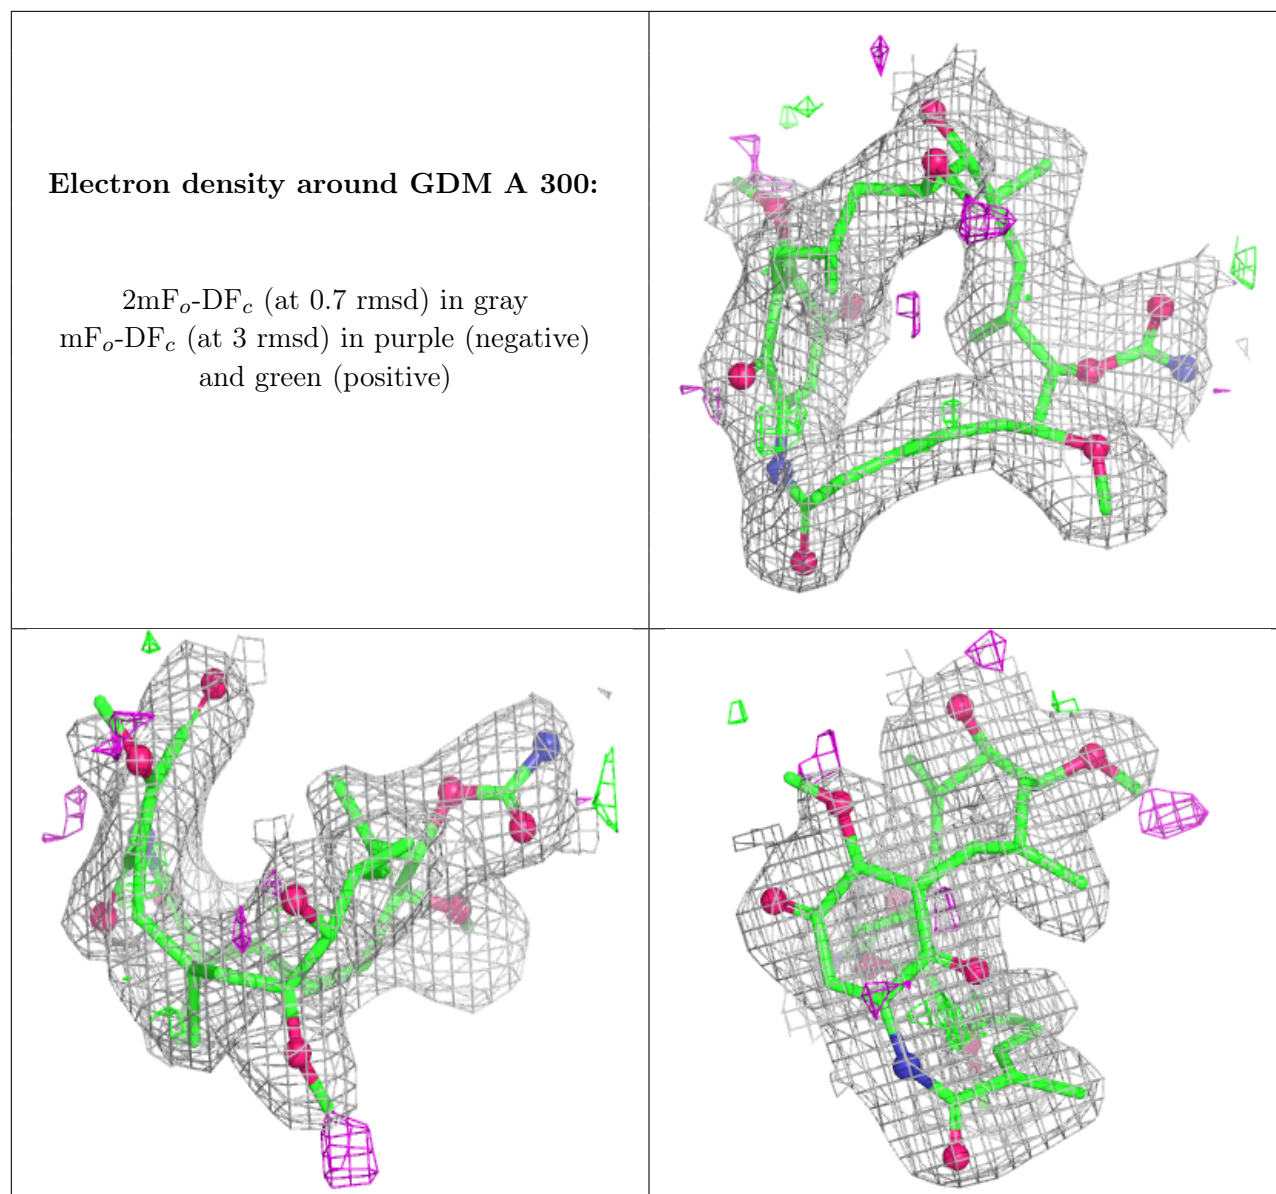 Electron density around GDM A 300:
2mFo-DFc (at 0.7 rmsd) in gray
mFo-DFc (at 3 rmsd) in purple (negative)
and green (positive)